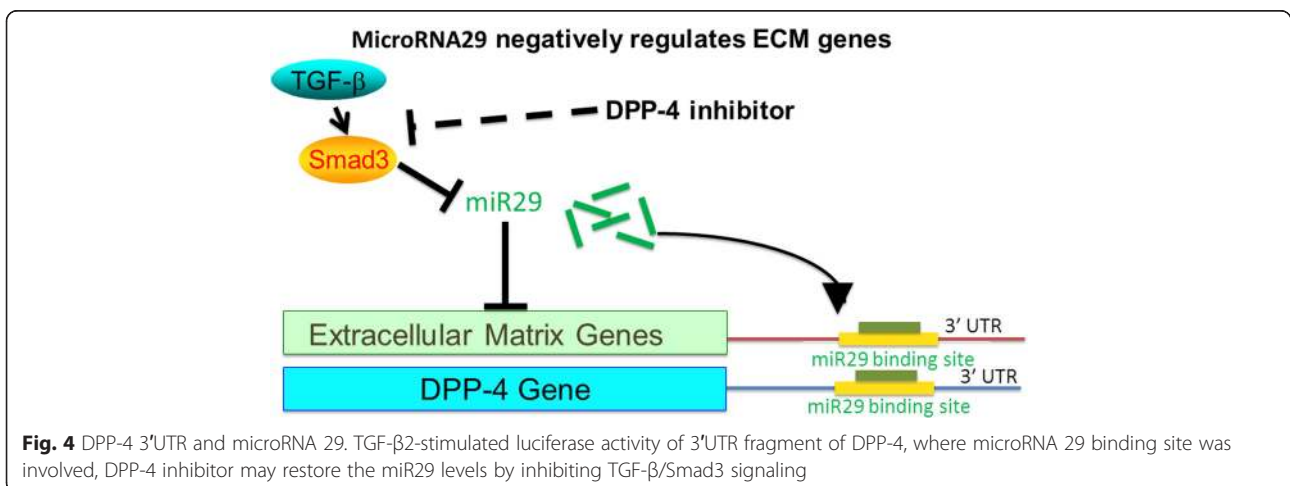 MicroRNA29 negatively regulates ECM genes
TGF-β
DPP-4 inhibitor
Smad3
miR29
Extracellular Matrix Genes
3' UTR
miR29 binding site
DPP-4 Gene
3' UTR
miR29 binding site
Fig. 4 DPP-4 3′UTR and microRNA 29. TGF-β2-stimulated luciferase activity of 3′UTR fragment of DPP-4, where microRNA 29 binding site was
involved, DPP-4 inhibitor may restore the miR29 levels by inhibiting TGF-β/Smad3 signaling